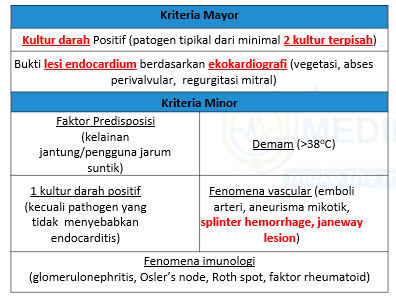 Kriteria Mayor
Kultur darah Positif (patogen tipikal dari minimal 2 kultur terpisah)
Bukti lesi endocardium berdasarkan ekokardiografi (vegetasi, abses
perivalvular,  regurgitasi mitral)
Kriteria Minor
Faktor Predisposisi
(kelainan
jantung/pengguna jarum
suntik)
Demam (>38°C)
1 kultur darah positif
(kecuali pathogen yang
tidak  menyebabkan
endocarditis)
Fenomena vascular (emboli
arteri, aneurisma mikotik,
splinter hemorrhage, janeway
lesion)
Fenomena imunologi
(glomerulonephritis, Osler's node, Roth spot, faktor rheumatoid)